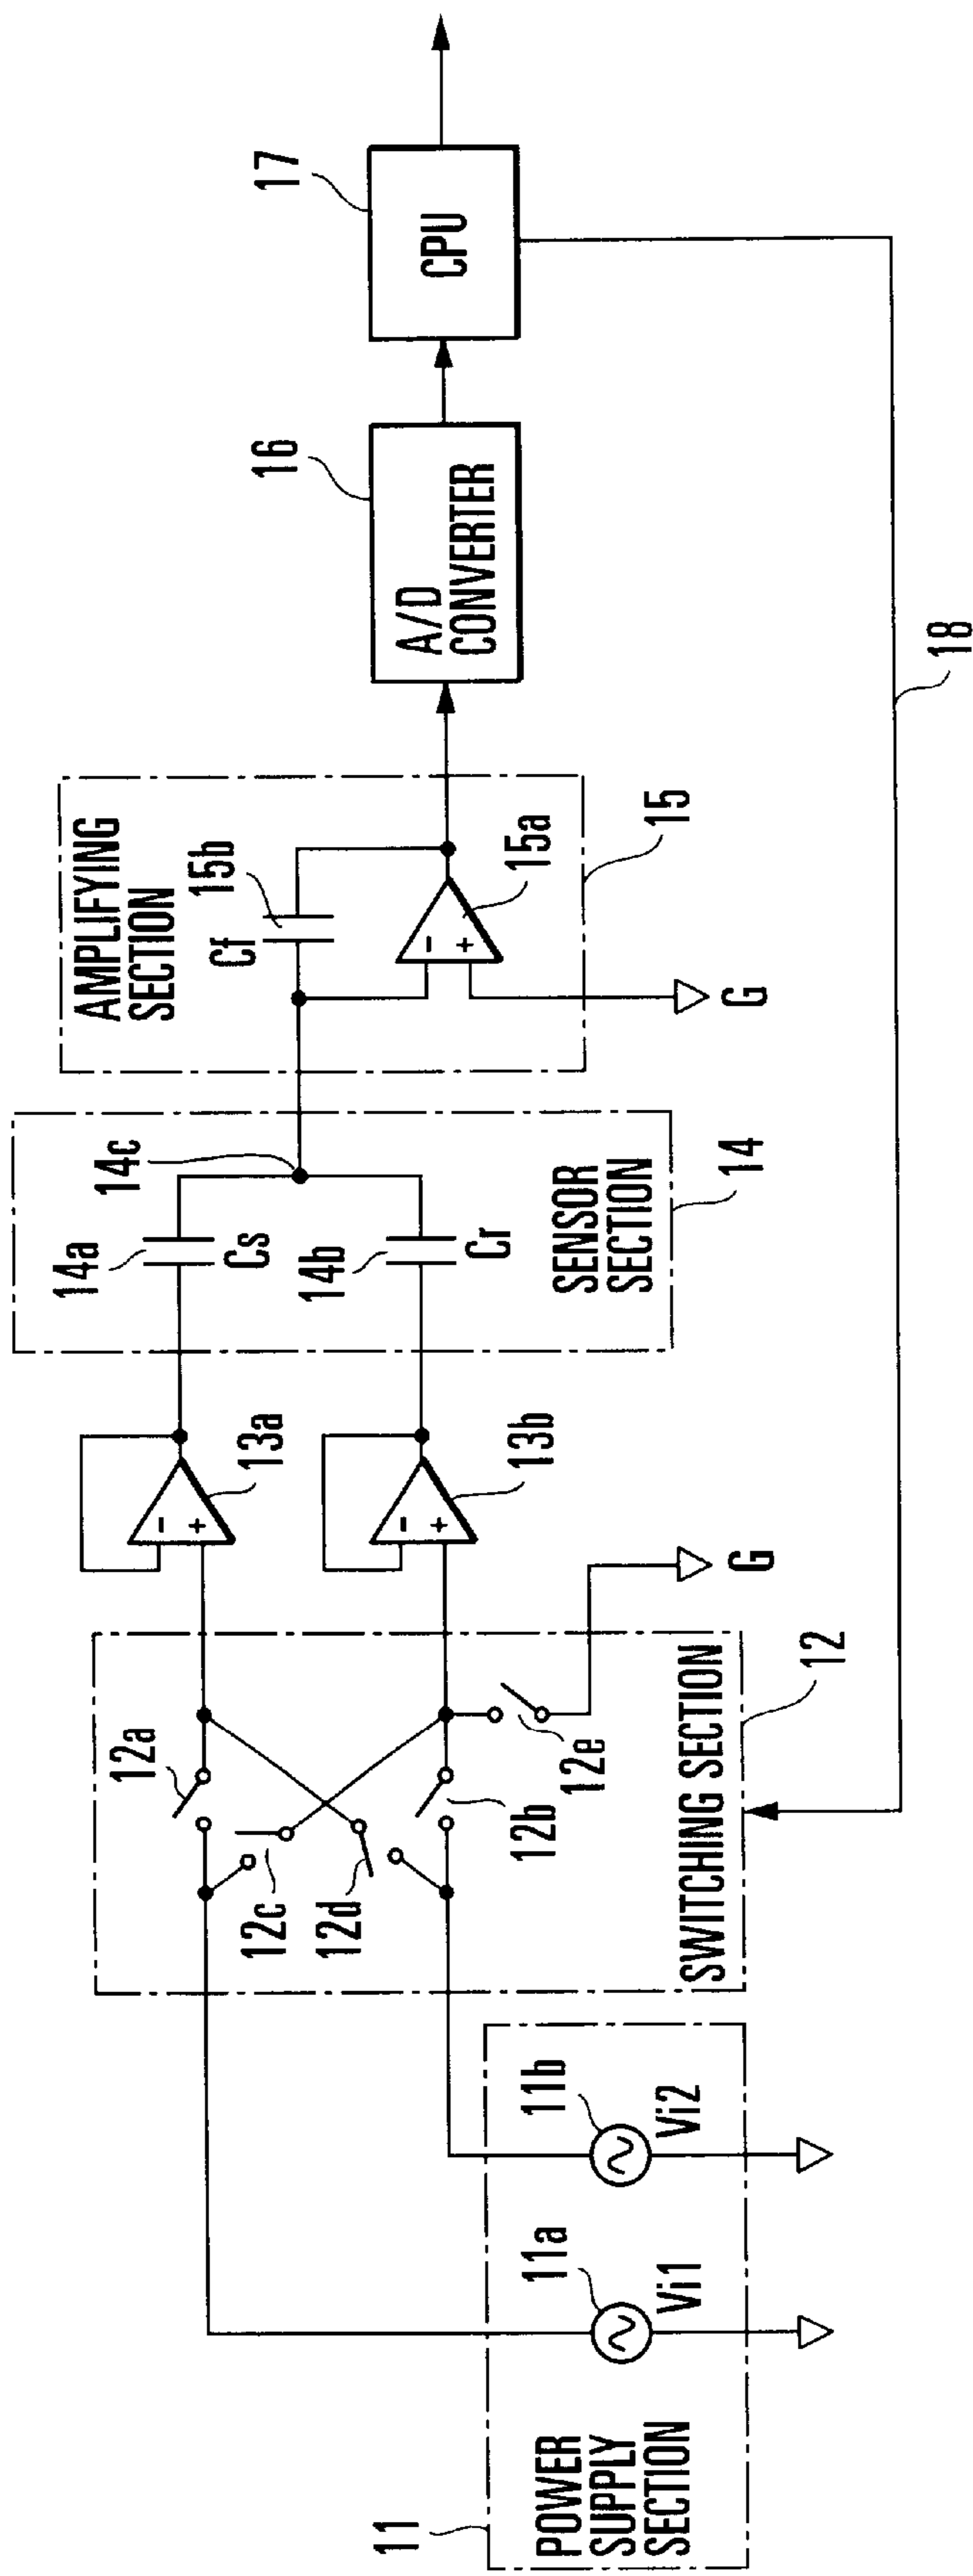 11
POWER
SUPPLY
SECTION
11a
Vi1
11b
Vi2
12a
12c
12d
12b
12e
SWITCHING SECTION
12
G
-
+
13a
-
+
13b
14a
Cs
14c
14b
Cr
SENSOR
SECTION
14
AMPLIFYING
SECTION
Cf
15b
-
+
15a
15
G
16
A/D
CONVERTER
17
CPU
18